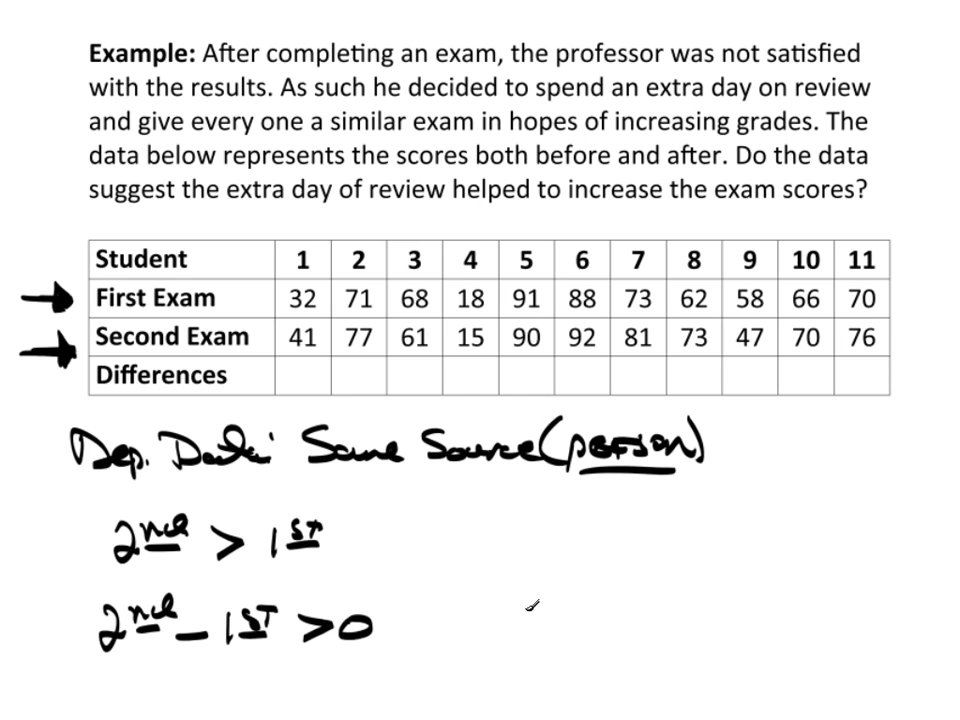 Example: After completing an exam, the professor was not satisfied
with the results. As such he decided to spend an extra day on review
and give every one a similar exam in hopes of increasing grades. The
data below represents the scores both before and after. Do the data
suggest the extra day of review helped to increase the exam scores?
Student 1 2 3 4 5 6 7 8 9 10 11
First Exam 32 71 68 18 91 88 73 62 58 66 70
Second Exam 41 77 61 15 90 92 81 73 47 70 76
Differences
Dep. Data: Same Source (person)
2nd > 1ST
2nd - 1ST > 0